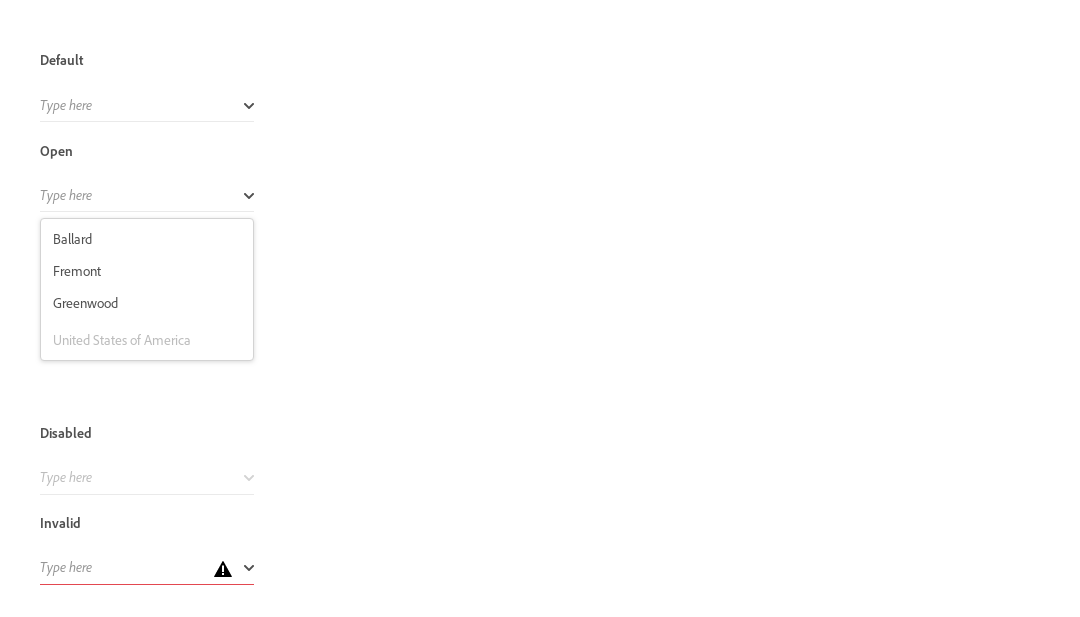 Default
Type here
Open
Type here
Ballard
Fremont
Greenwood
United States of America
Disabled
Type here
Invalid
Type here